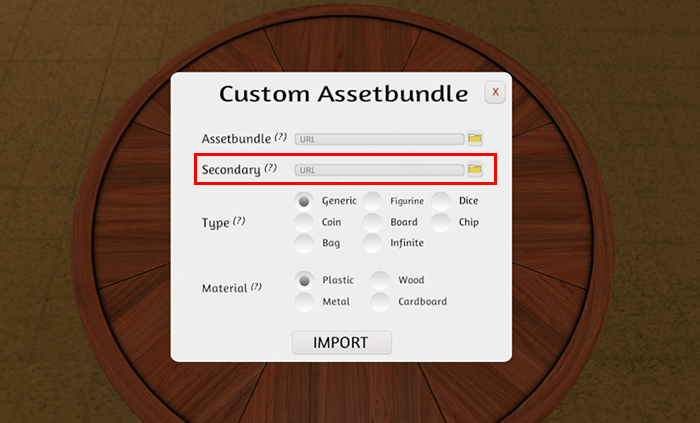 Custom Assetbundle
X
Assetbundle (?) URL
Secondary (?) URL
Generic Figurine Dice
Type (?) Coin Board Chip
Bag Infinite
Plastic Wood
Material (?)
Metal Cardboard
IMPORT